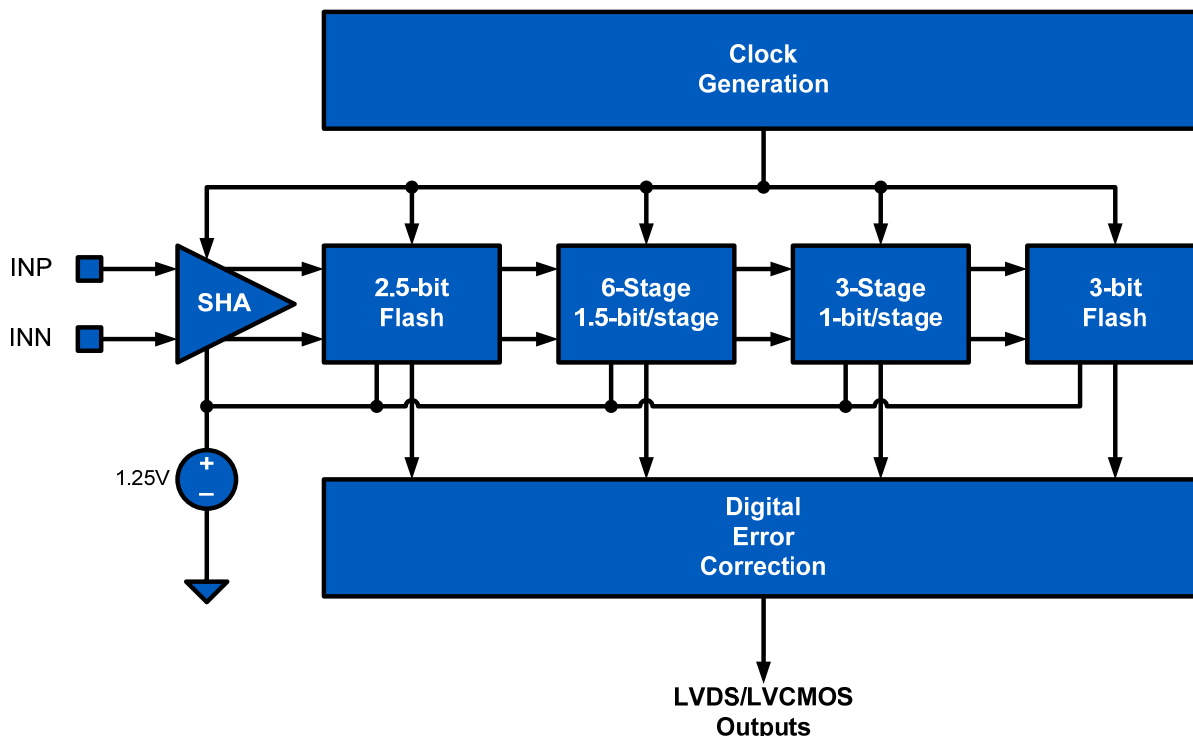 Clock
Generation
INP
INN
SHA
2.5-bit
Flash
6-Stage
1.5-bit/stage
3-Stage
1-bit/stage
3-bit
Flash
1.25V
+
−
Digital
Error
Correction
LVDS/LVCMOS
Outputs